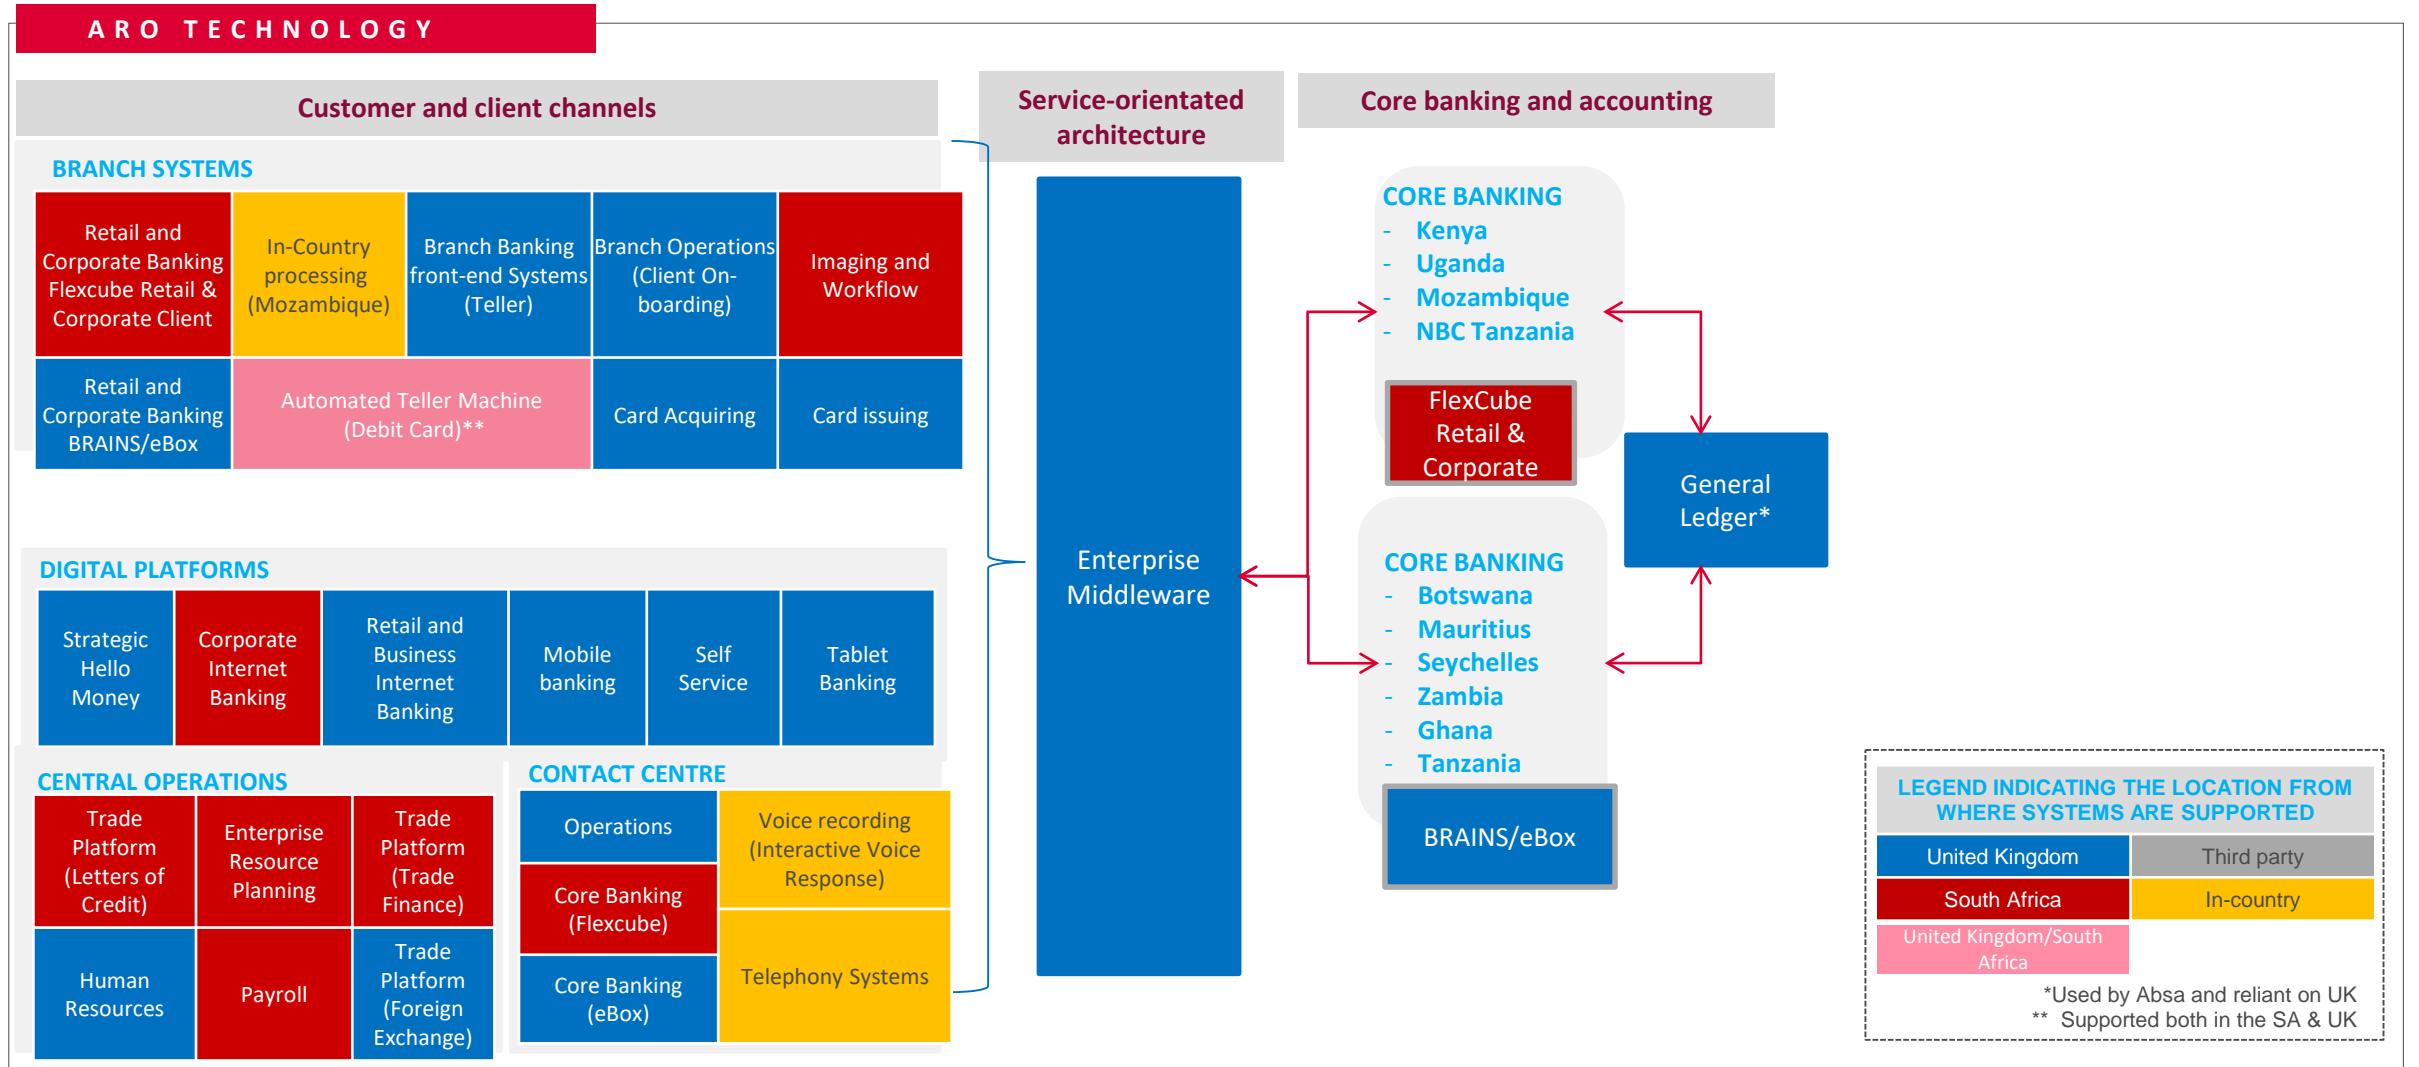 ARO TECHNOLOGY
Customer and client channels
Service-orientated
architecture
Core banking and accounting
BRANCH SYSTEMS
Retail and
Corporate Banking
Flexcube Retail &
Corporate Client
In-Country
processing
(Mozambique)
Branch Banking
front-end Systems
(Teller)
Branch Operations
(Client On-
boarding)
Imaging and
Workflow
Retail and
Corporate Banking
BRAINS/eBox
Automated Teller Machine
(Debit Card)**
Card Acquiring
Card issuing
DIGITAL PLATFORMS
Strategic
Hello
Money
Corporate
Internet
Banking
Retail and
Business
Internet
Banking
Mobile
banking
Self
Service
Tablet
Banking
CENTRAL OPERATIONS
Trade
Platform
(Letters of
Credit)
Enterprise
Resource
Planning
Trade
Platform
(Trade
Finance)
Human
Resources
Payroll
Trade
Platform
(Foreign
Exchange)
CONTACT CENTRE
Operations
Core Banking
(Flexcube)
Core Banking
(eBox)
Voice recording
(Interactive Voice
Response)
Telephony Systems
Enterprise
Middleware
CORE BANKING
- Kenya
- Uganda
- Mozambique
- NBC Tanzania
FlexCube
Retail &
Corporate
CORE BANKING
- Botswana
- Mauritius
- Seychelles
- Zambia
- Ghana
- Tanzania
BRAINS/eBox
General
Ledger*
LEGEND INDICATING THE LOCATION FROM
WHERE SYSTEMS ARE SUPPORTED
United Kingdom
Third party
South Africa
In-country
United Kingdom/South
Africa
*Used by Absa and reliant on UK
** Supported both in the SA & UK